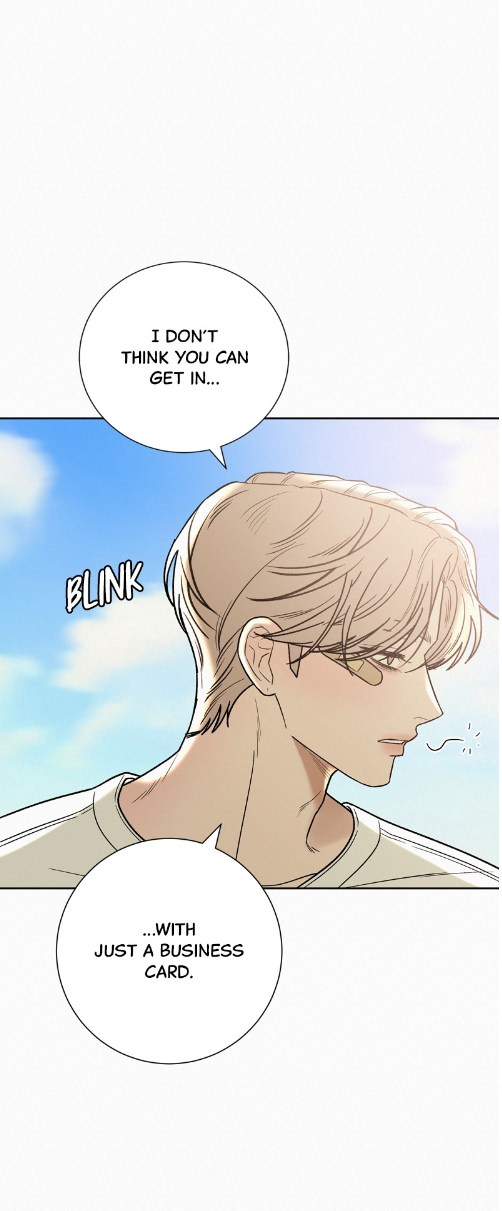 I DON'T
THINK YOU CAN
GET IN...
BLINK
...WITH
JUST A BUSINESS
CARD.